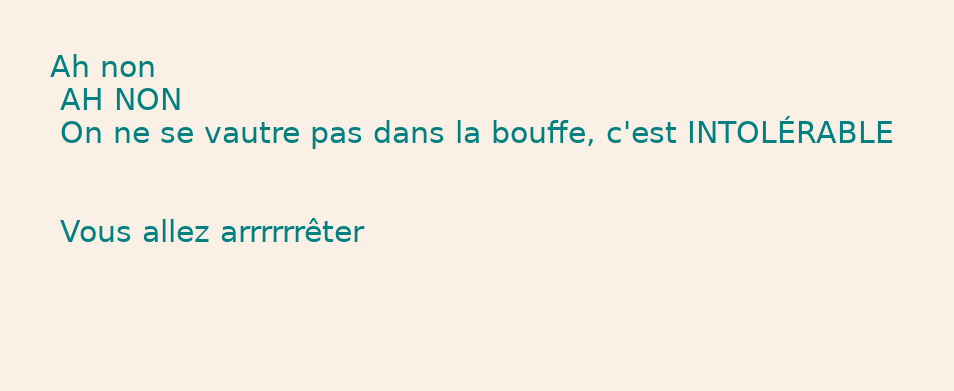 Ah non
AH NON
On ne se vautre pas dans la bouffe, c'est INTOLÉRABLE
Vous allez arrrrrrêter